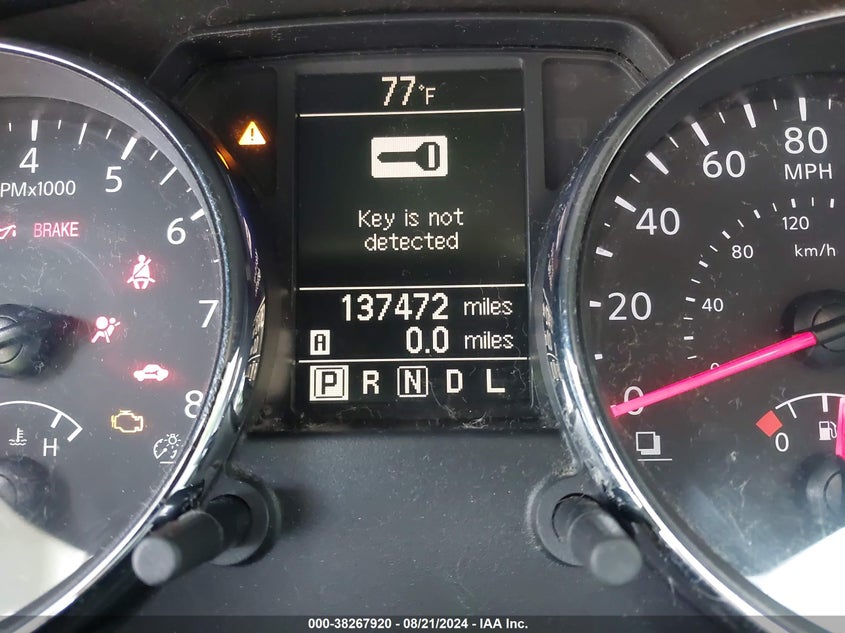 77°F
Key is not
detected
137472 miles
A 0.0 miles
P R N D L
4
5
6
7
8
PMx1000
BRAKE
H
0
20
40
60
80
MPH
40
80
120
km/h
0
000-38267920 - 08/21/2024 - IAA Inc.